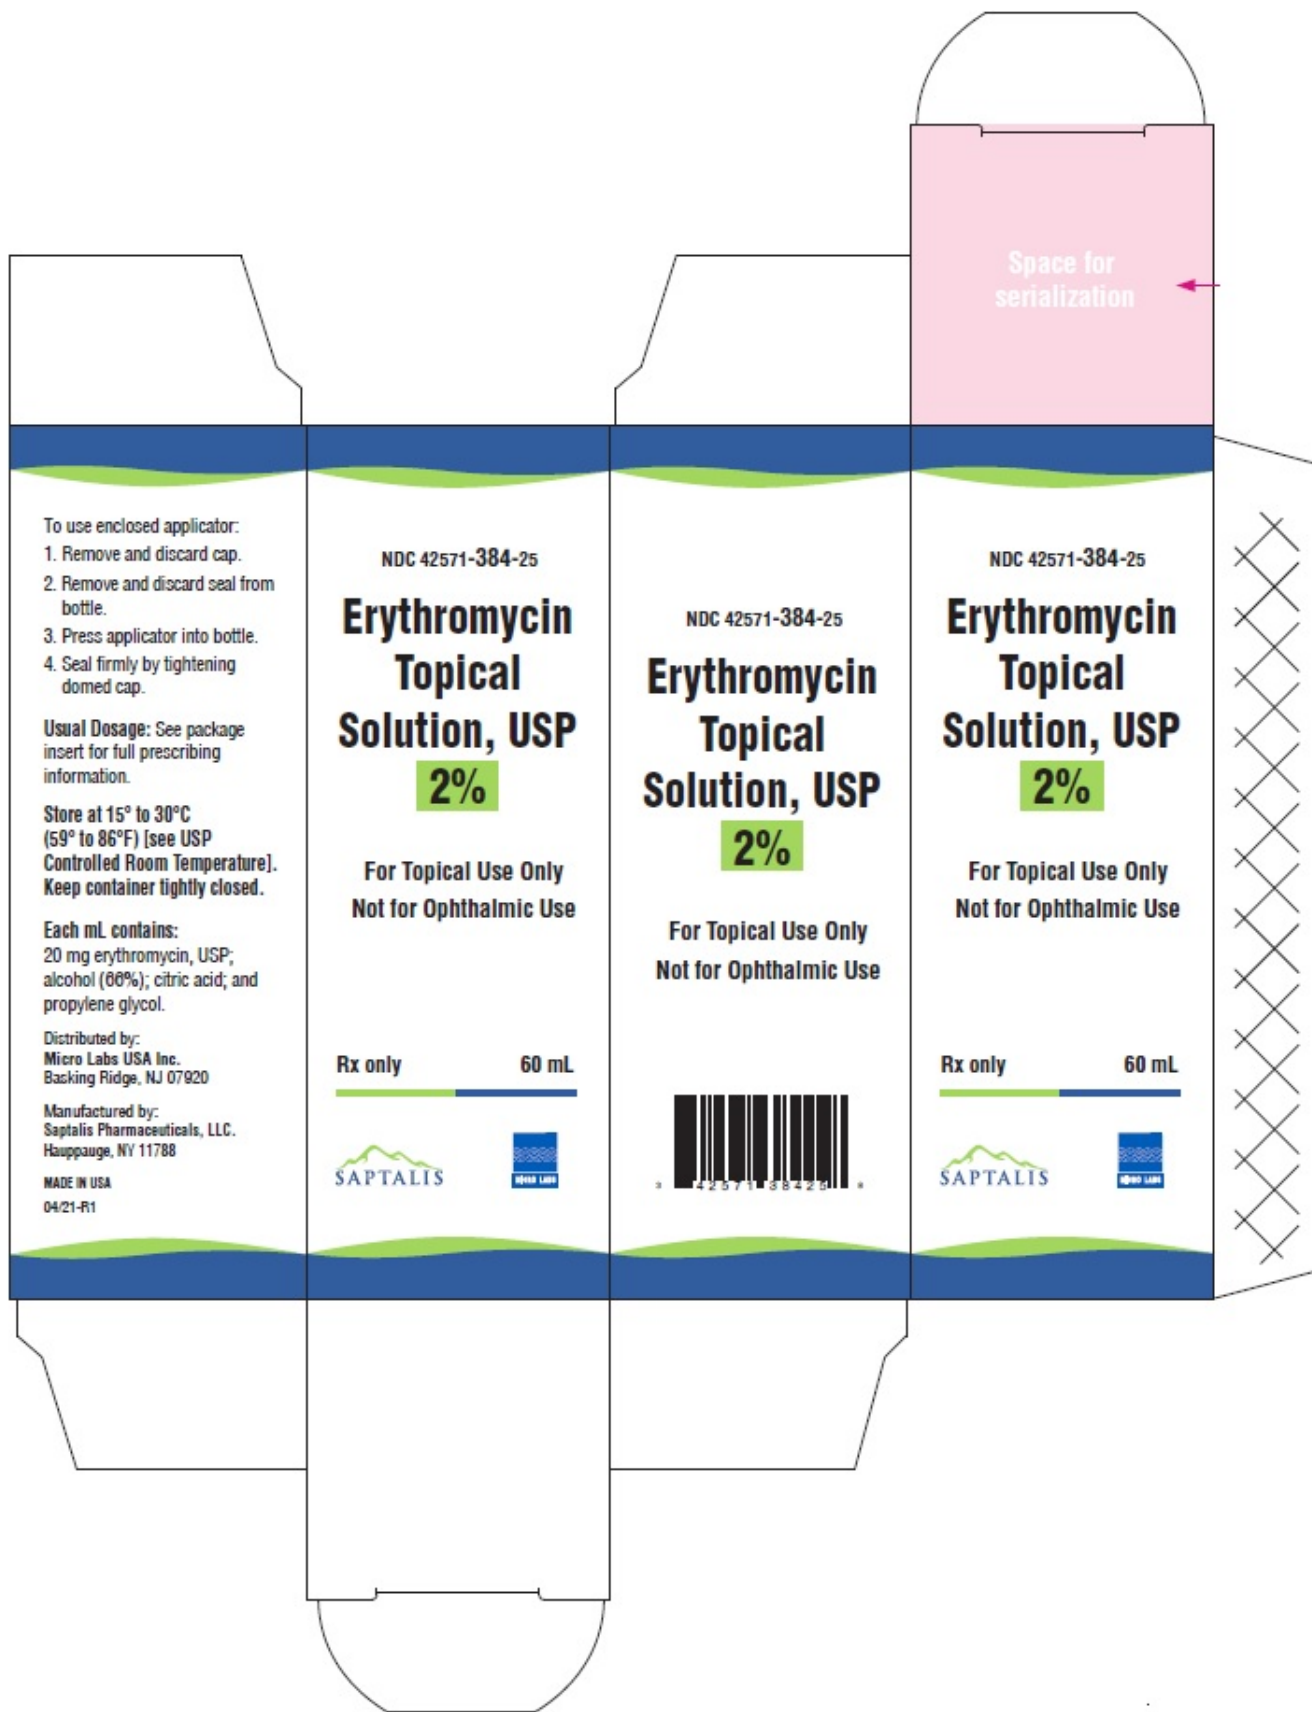 Space for
serialization
To use enclosed applicator:
1. Remove and discard cap.
2. Remove and discard seal from
bottle.
3. Press applicator into bottle.
4. Seal firmly by tightening
domed cap.
Usual Dosage: See package
insert for full prescribing
information.
Store at 15° to 30°C
(59° to 86°F) [see USP
Controlled Room Temperature].
Keep container tightly closed.
Each mL contains:
20 mg erythromycin, USP;
alcohol (66%); citric acid; and
propylene glycol.
Distributed by:
Micro Labs USA Inc.
Basking Ridge, NJ 07920
Manufactured by:
Saptalis Pharmaceuticals, LLC.
Hauppauge, NY 11788
MADE IN USA
04/21-R1
NDC 42571-384-25
Erythromycin
Topical
Solution, USP
2%
For Topical Use Only
Not for Ophthalmic Use
Rx only 60 mL
SAPTALIS
MICRO LABS
NDC 42571-384-25
Erythromycin
Topical
Solution, USP
2%
For Topical Use Only
Not for Ophthalmic Use
3 42571 38425 8
NDC 42571-384-25
Erythromycin
Topical
Solution, USP
2%
For Topical Use Only
Not for Ophthalmic Use
Rx only 60 mL
SAPTALIS
MICRO LABS